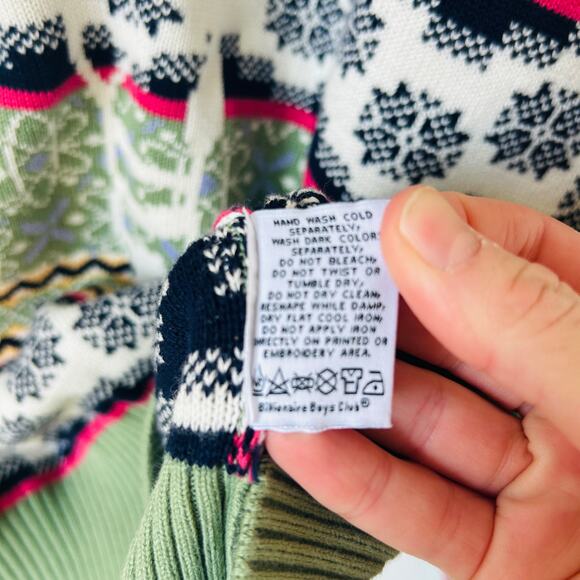 HAND WASH COLD
SEPARATELY,
WASH DARK COLORS
SEPARATELY,
DO NOT BLEACH,
DO NOT TWIST OR
TUMBLE DRY,
DO NOT DRY CLEAN,
RESHAPE WHILE DAMP,
DRY FLAT COOL IRON,
DO NOT APPLY IRON
DIRECTLY ON PRINTED OR
EMBROIDERY AREA.
Billionaire Boys Club®